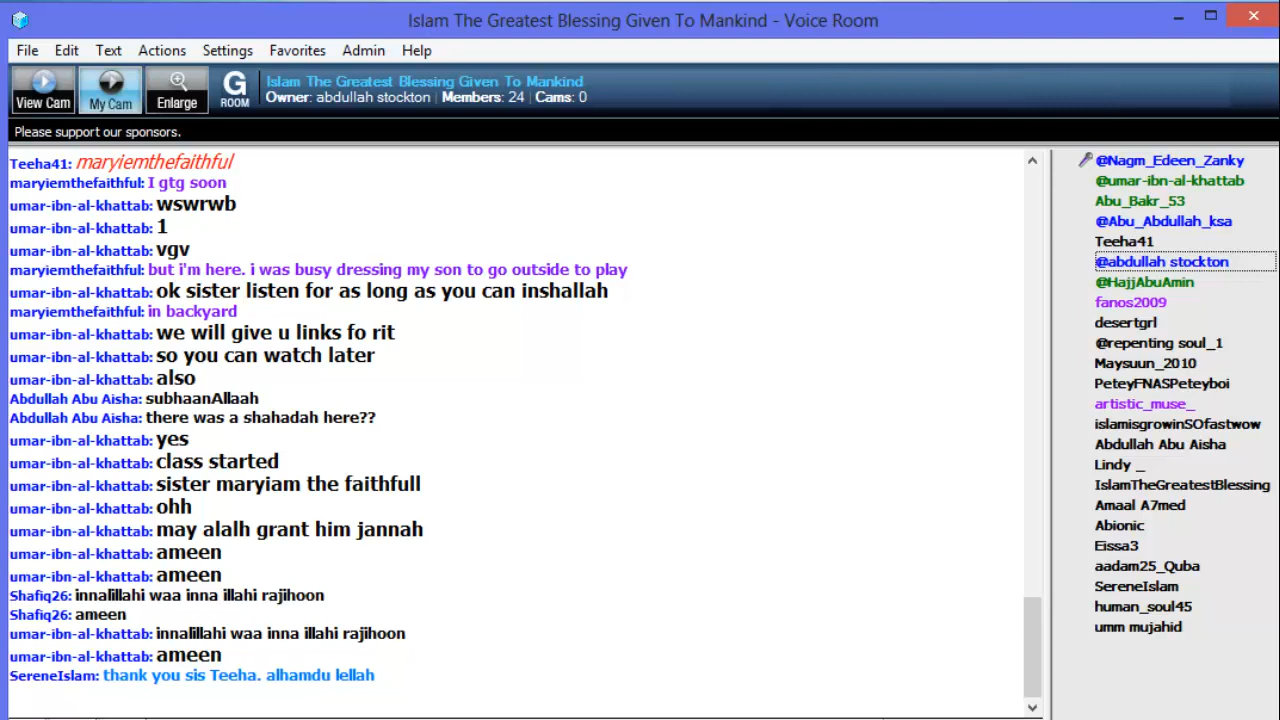 Islam The Greatest Blessing Given To Mankind - Voice Room
File Edit Text Actions Settings Favorites Admin Help
View Cam My Cam Enlarge G ROOM
Islam The Greatest Blessing Given To Mankind
Owner: abdullah stockton | Members: 24 | Cams: 0
Please support our sponsors.
Teeha41: maryiemthefaithful
maryiemthefaithful: I gtg soon
umar-ibn-al-khattab: wswrwb
umar-ibn-al-khattab: 1
umar-ibn-al-khattab: vgv
maryiemthefaithful: but i'm here. i was busy dressing my son to go outside to play
umar-ibn-al-khattab: ok sister listen for as long as you can inshallah
maryiemthefaithful: in backyard
umar-ibn-al-khattab: we will give u links fo rit
umar-ibn-al-khattab: so you can watch later
umar-ibn-al-khattab: also
Abdullah Abu Aisha: subhaanAllaah
Abdullah Abu Aisha: there was a shahadah here??
umar-ibn-al-khattab: yes
umar-ibn-al-khattab: class started
umar-ibn-al-khattab: sister maryiam the faithfull
umar-ibn-al-khattab: ohh
umar-ibn-al-khattab: may alalh grant him jannah
umar-ibn-al-khattab: ameen
umar-ibn-al-khattab: ameen
Shafiq26: innalillahi waa inna illahi rajihoon
Shafiq26: ameen
umar-ibn-al-khattab: innalillahi waa inna illahi rajihoon
umar-ibn-al-khattab: ameen
SereneIslam: thank you sis Teeha. alhamdu lellah
@Nagm_Edeen_Zanky
@umar-ibn-al-khattab
Abu_Bakr_53
@Abu_Abdullah_ksa
Teeha41
@abdullah stockton
@HajjAbuAmin
fanos2009
desertgrl
@repenting soul_1
Maysuun_2010
PeteyFNASPeteyboi
artistic_muse_
islamisgrowinSOfastwow
Abdullah Abu Aisha
Lindy _
IslamTheGreatestBlessing
Amaal A7med
Abionic
Eissa3
aadam25_Quba
SereneIslam
human_soul45
umm mujahid